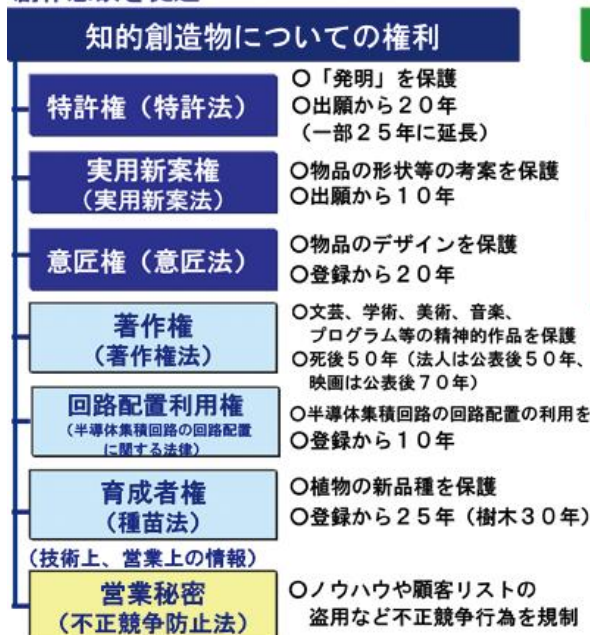 知的創造物についての権利
特許権（特許法）
〇「発明」を保護
〇出願から２０年
（一部２５年に延長）
実用新案権
（実用新案法）
〇物品の形状等の考案を保護
〇出願から１０年
意匠権（意匠法）
〇物品のデザインを保護
〇登録から２０年
著作権
（著作権法）
〇文芸、学術、美術、音楽、
プログラム等の精神的作品を保護
〇死後５０年（法人は公表後５０年、
映画は公表後７０年）
回路配置利用権
（半導体集積回路の回路配置
に関する法律）
〇半導体集積回路の回路配置の利用を
〇登録から１０年
育成者権
（種苗法）
〇植物の新品種を保護
〇登録から２５年（樹木３０年）
（技術上、営業上の情報）
営業秘密
（不正競争防止法）
〇ノウハウや顧客リストの
盗用など不正競争行為を規制